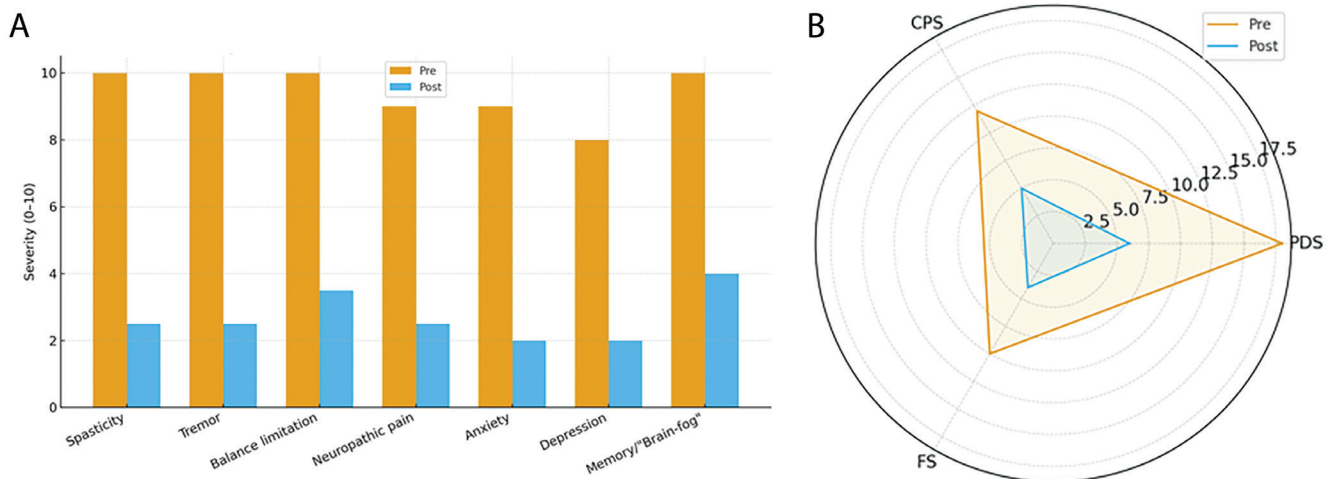 A
Severity (0–10)
10
8
6
4
2
0
Pre
Post
Spasticity
Tremor
Balance limitation
Neuropathic pain
Anxiety
Depression
Memory/"Brain-fog"
B
CPS
Pre
Post
17.5
15.0
12.5
10.0
7.5
5.0
2.5
PDS
FS